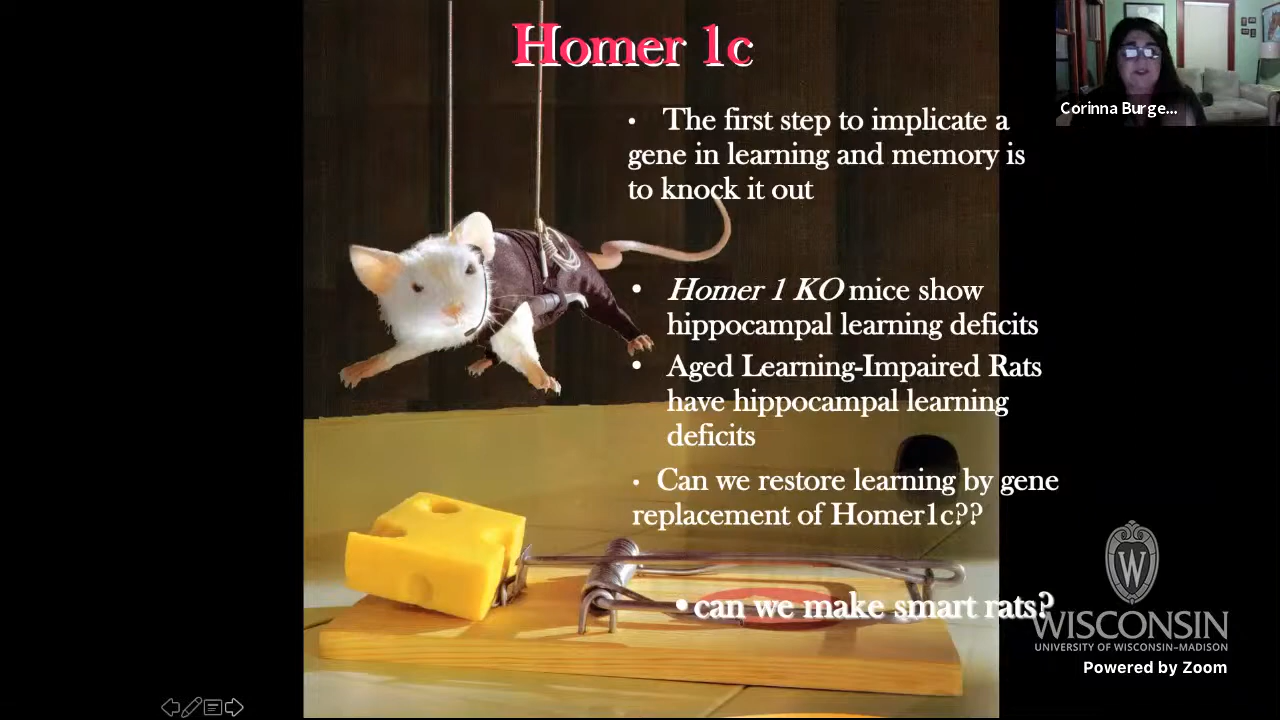 Homer 1c
Corinna Burge...
• The first step to implicate a
gene in learning and memory is
to knock it out
• Homer 1 KO mice show
hippocampal learning deficits
• Aged Learning-Impaired Rats
have hippocampal learning
deficits
• Can we restore learning by gene
replacement of Homer1c??
• can we make smart rats?
W
WISCONSIN
UNIVERSITY OF WISCONSIN–MADISON
Powered by Zoom